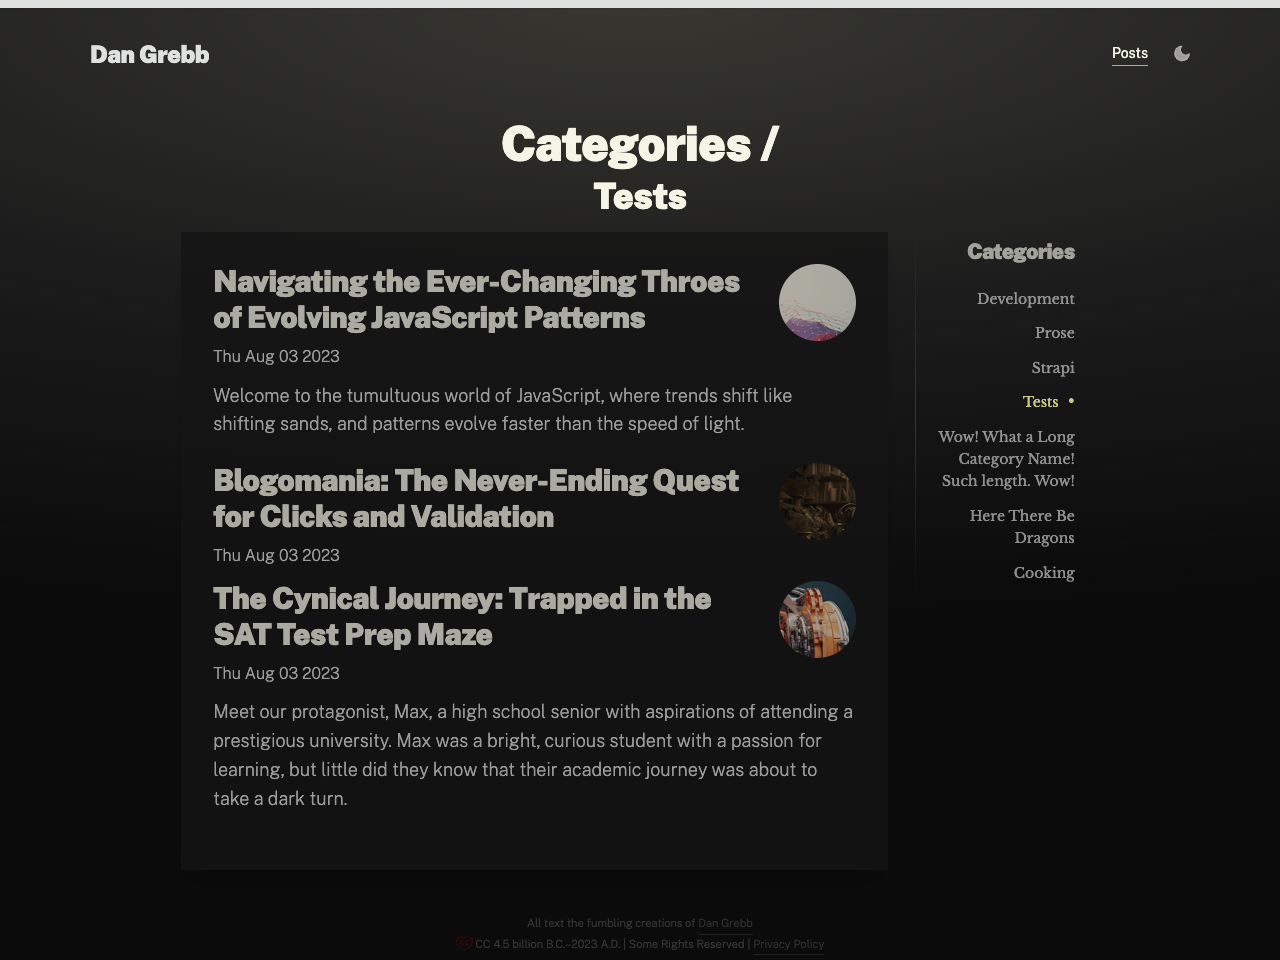 Dan Grebb
Posts
Categories /
Tests
Navigating the Ever-Changing Throes
of Evolving JavaScript Patterns
Thu Aug 03 2023
Welcome to the tumultuous world of JavaScript, where trends shift like
shifting sands, and patterns evolve faster than the speed of light.
Blogomania: The Never-Ending Quest
for Clicks and Validation
Thu Aug 03 2023
The Cynical Journey: Trapped in the
SAT Test Prep Maze
Thu Aug 03 2023
Meet our protagonist, Max, a high school senior with aspirations of attending a
prestigious university. Max was a bright, curious student with a passion for
learning, but little did they know that their academic journey was about to
take a dark turn.
Categories
Development
Prose
Strapi
Tests •
Wow! What a Long
Category Name!
Such length. Wow!
Here There Be
Dragons
Cooking
All text the fumbling creations of Dan Grebb
CC 4.5 billion B.C.–2023 A.D. | Some Rights Reserved | Privacy Policy